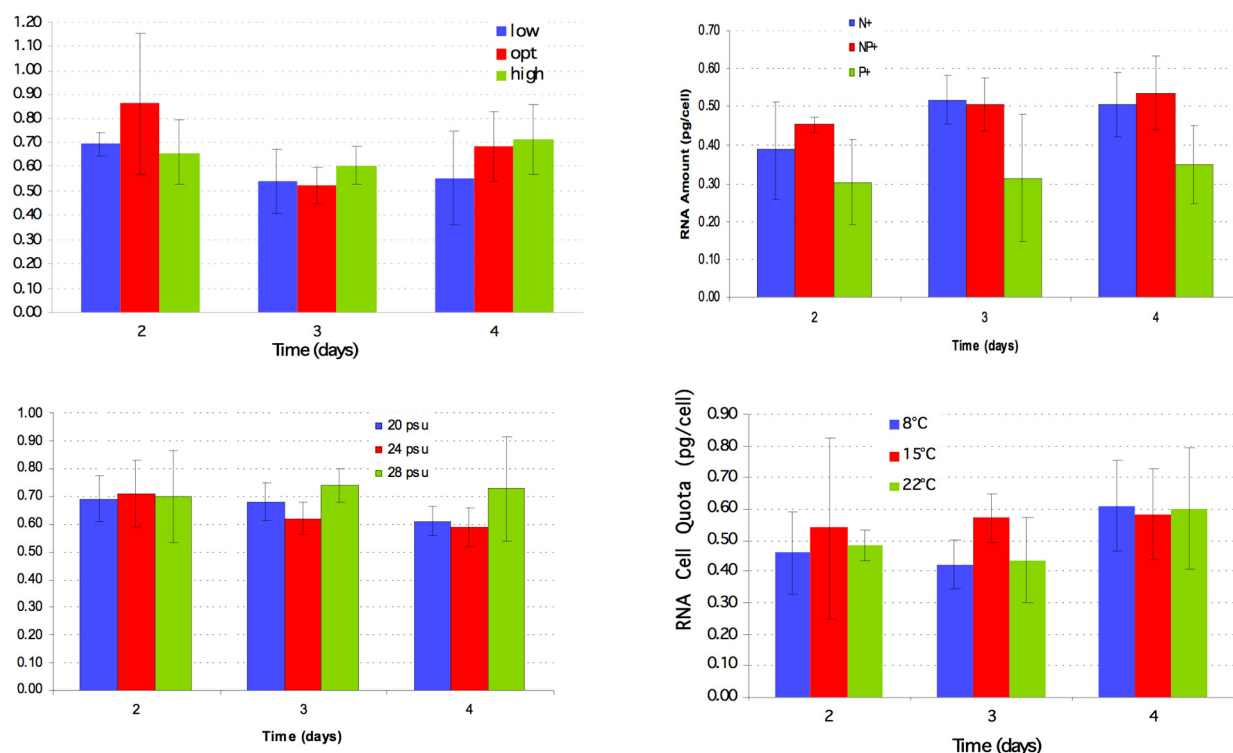 1.20
1.10
1.00
0.90
0.80
0.70
0.60
0.50
0.40
0.30
0.20
0.10
0.00
low
opt
high
2 3 4
Time (days)
RNA Amount (pg/cell)
0.70
0.60
0.50
0.40
0.30
0.20
0.10
0.00
N+
NP+
P+
2 3 4
Time (days)
1.00
0.90
0.80
0.70
0.60
0.50
0.40
0.30
0.20
0.10
0.00
20 psu
24 psu
28 psu
2 3 4
Time (days)
RNA Cell Quota (pg/cell)
0.90
0.80
0.70
0.60
0.50
0.40
0.30
0.20
0.10
0.00
8°C
15°C
22°C
2 3 4
Time (days)